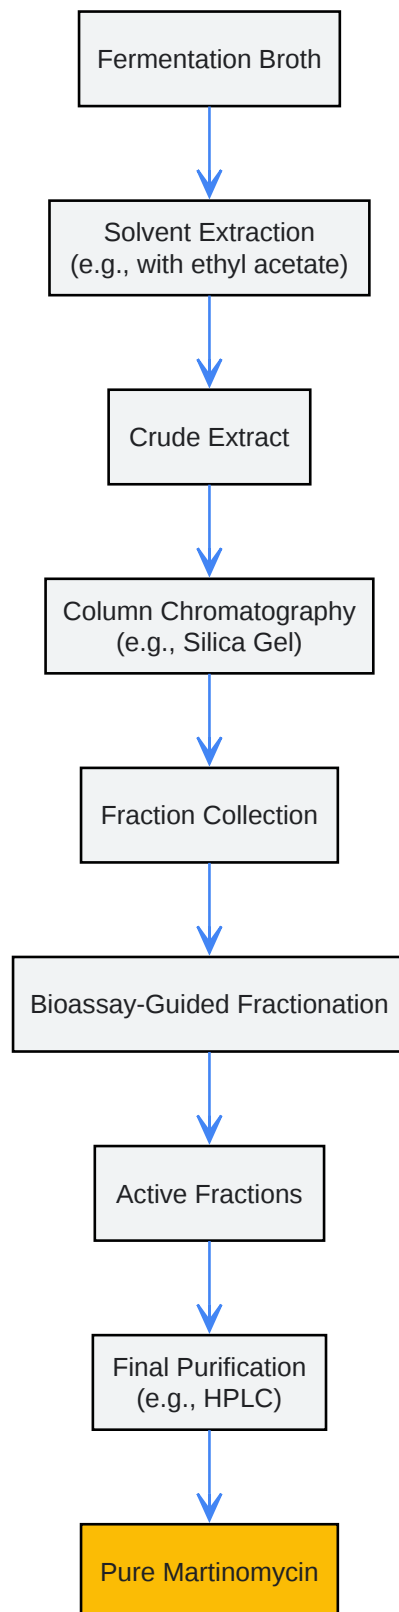 Fermentation Broth
Solvent Extraction
(e.g., with ethyl acetate)
Crude Extract
Column Chromatography
(e.g., Silica Gel)
Fraction Collection
Bioassay-Guided Fractionation
Active Fractions
Final Purification
(e.g., HPLC)
Pure Martinomycin